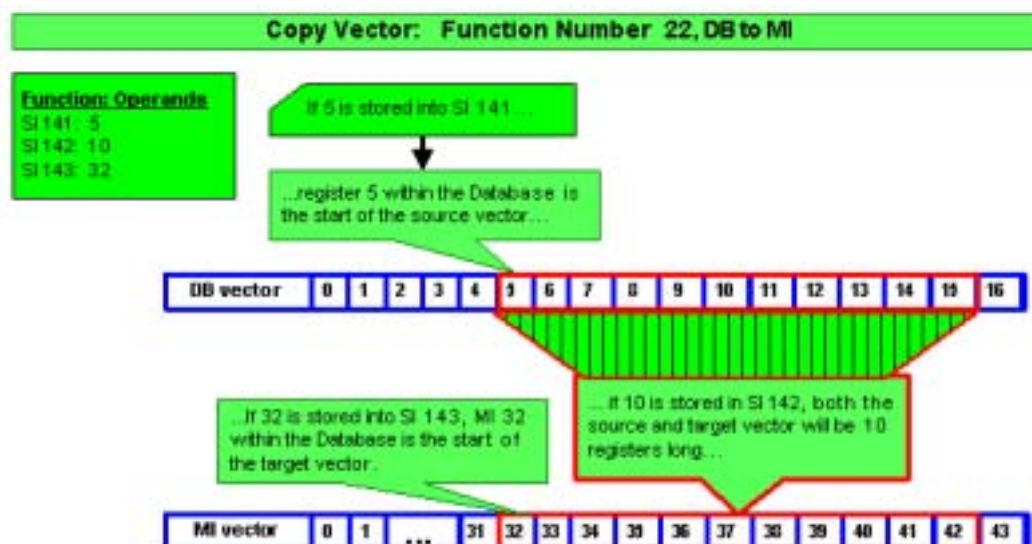 Copy Vector: Function Number 22, DB to MI
Function: Operands
SI 141: 5
SI 142: 10
SI 143: 32
If 5 is stored into SI 141...
...register 5 within the Database is
the start of the source vector...
DB vector 0 1 2 3 4 5 6 7 8 9 10 11 12 13 14 15 16
...If 32 is stored into SI 143, MI 32
within the Database is the start of
the target vector.
... if 10 is stored in SI 142, both the
source and target vector will be 10
registers long...
MI vector 0 1 ... 31 32 33 34 35 36 37 38 39 40 41 42 43